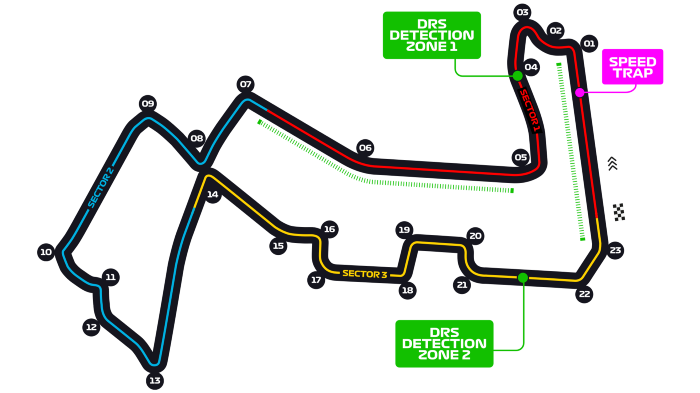 DRS
DETECTION
ZONE 1
03
02
01
SPEED
TRAP
04
07
SECTOR 1
09
08
06
05
SECTOR 2
14
16
19
20
15
23
10
11
17
SECTOR 3
18
21
22
12
DRS
DETECTION
ZONE 2
13